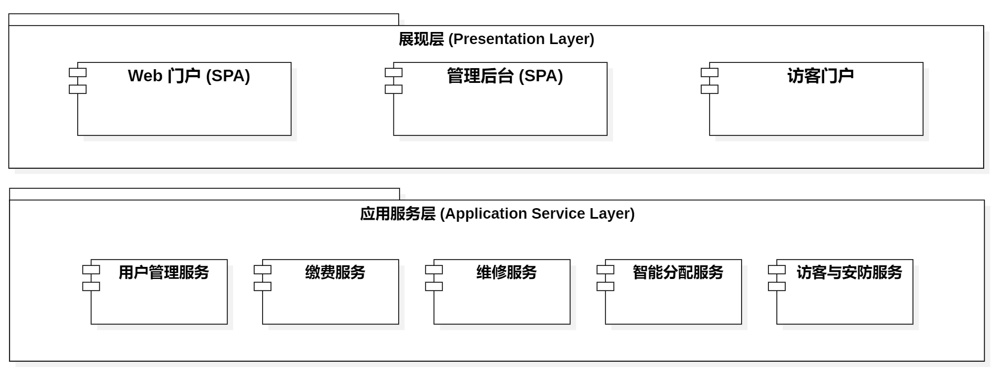 展现层 (Presentation Layer)
Web 门户 (SPA)
管理后台 (SPA)
访客门户
应用服务层 (Application Service Layer)
用户管理服务
缴费服务
维修服务
智能分配服务
访客与安防服务